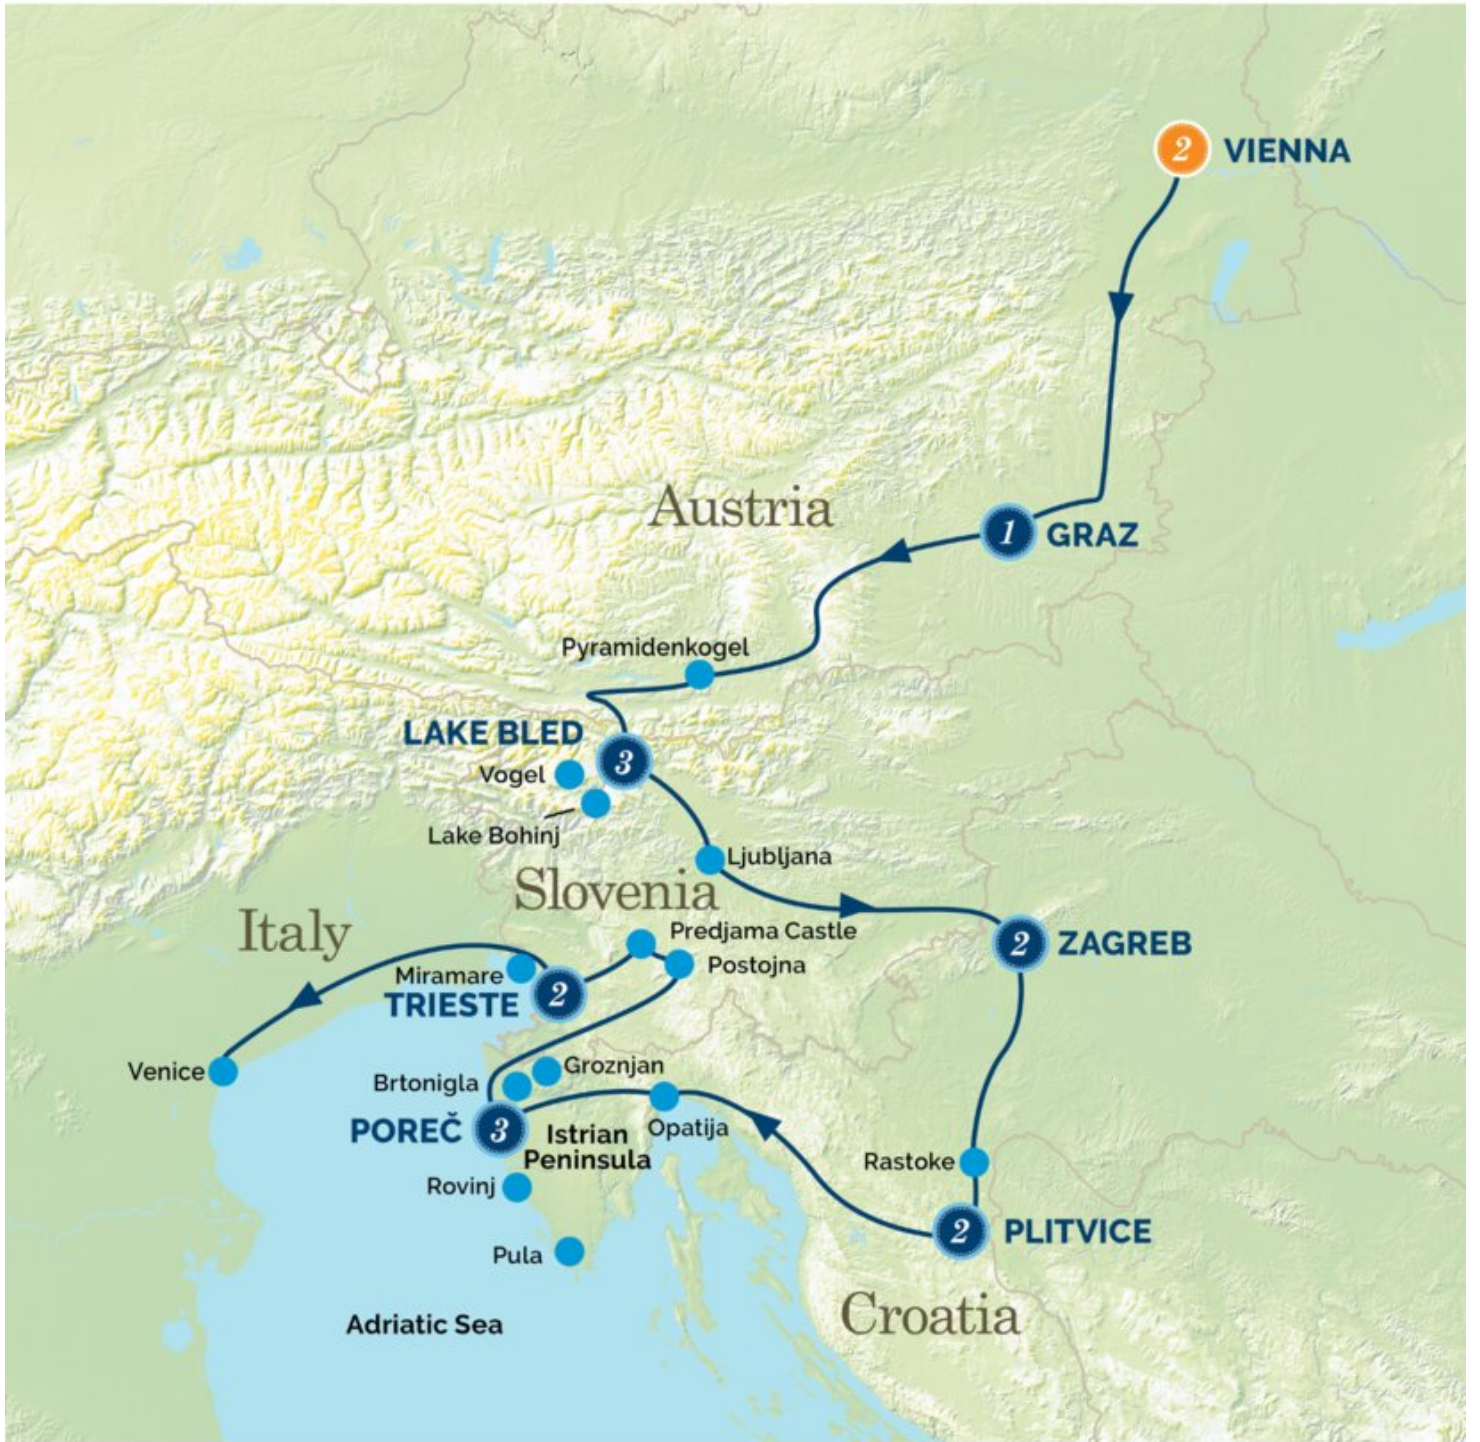 2 VIENNA
Austria
1 GRAZ
Pyramidenkogel
LAKE BLED
3
Vogel
Lake Bohinj
Ljubljana
Slovenia
Italy
Predjama Castle
2 ZAGREB
Postojna
Miramare
TRIESTE 2
Venice
Groznjan
Brtonigla
POREČ 3
Opatija
Istrian
Peninsula
Rastoke
Rovinj
2 PLITVICE
Pula
Croatia
Adriatic Sea